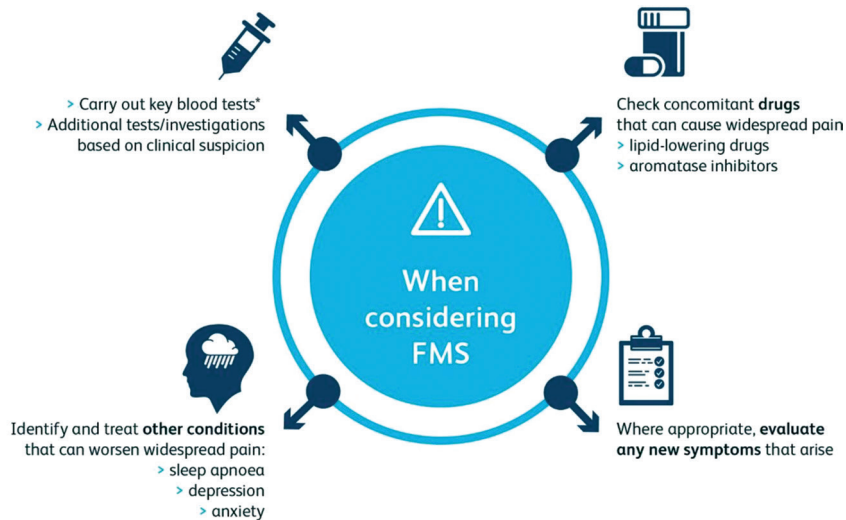 > Carry out key blood tests*
> Additional tests/investigations
based on clinical suspicion
Check concomitant drugs
that can cause widespread pain
> lipid-lowering drugs
> aromatase inhibitors
When
considering
FMS
Identify and treat other conditions
that can worsen widespread pain:
> sleep apnoea
> depression
> anxiety
Where appropriate, evaluate
any new symptoms that arise